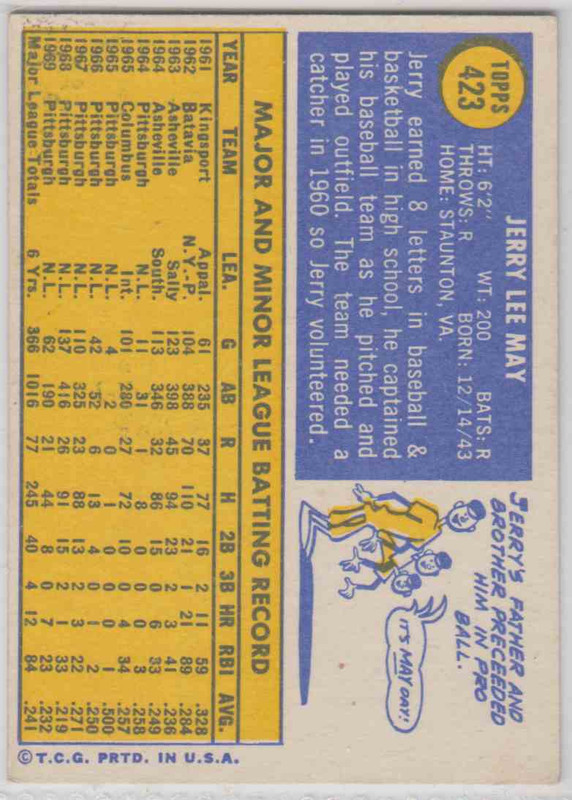 TOPPS
423
JERRY LEE MAY
HT: 6'2" WT: 200 BATS: R
THROWS: R BORN: 12/14/43
HOME: STAUNTON, VA.
Jerry earned 8 letters in baseball &
basketball in high school, he captained
his baseball team as he pitched and
played outfield. The team needed a
catcher in 1960 so Jerry volunteered.
JERRY'S FATHER AND
BROTHER PRECEEDED
HIM IN PRO
BALL.
IT'S MAY DAY!
MAJOR AND MINOR LEAGUE BATTING RECORD
YEAR TEAM LEA. G AB R H 2B 3B HR RBI AVG.
1961 Kingsport Appal. 61 235 37 77 16 2 11 59 .328
1962 Batavia N.Y.-P. 104 388 70 110 21 1 21 89 .284
1963 Asheville Sally 123 398 45 94 23 2 3 41 .236
1964 Asheville South. 113 346 32 86 15 0 6 33 .249
1964 Pittsburgh N.L. 11 31 1 8 0 0 0 3 .258
1965 Columbus Int. 101 280 27 72 10 0 4 34 .257
1965 Pittsburgh N.L. 4 2 0 1 0 0 0 1 .500
1966 Pittsburgh N.L. 42 52 6 13 4 0 1 2 .250
1967 Pittsburgh N.L. 110 325 23 88 13 2 3 22 .271
1968 Pittsburgh N.L. 137 416 26 91 15 2 1 33 .219
1969 Pittsburgh N.L. 62 190 21 44 8 0 7 23 .232
Major League Totals 6 Yrs. 366 1016 77 245 40 4 12 84 .241
©T.C.G. PRTD. IN U.S.A.